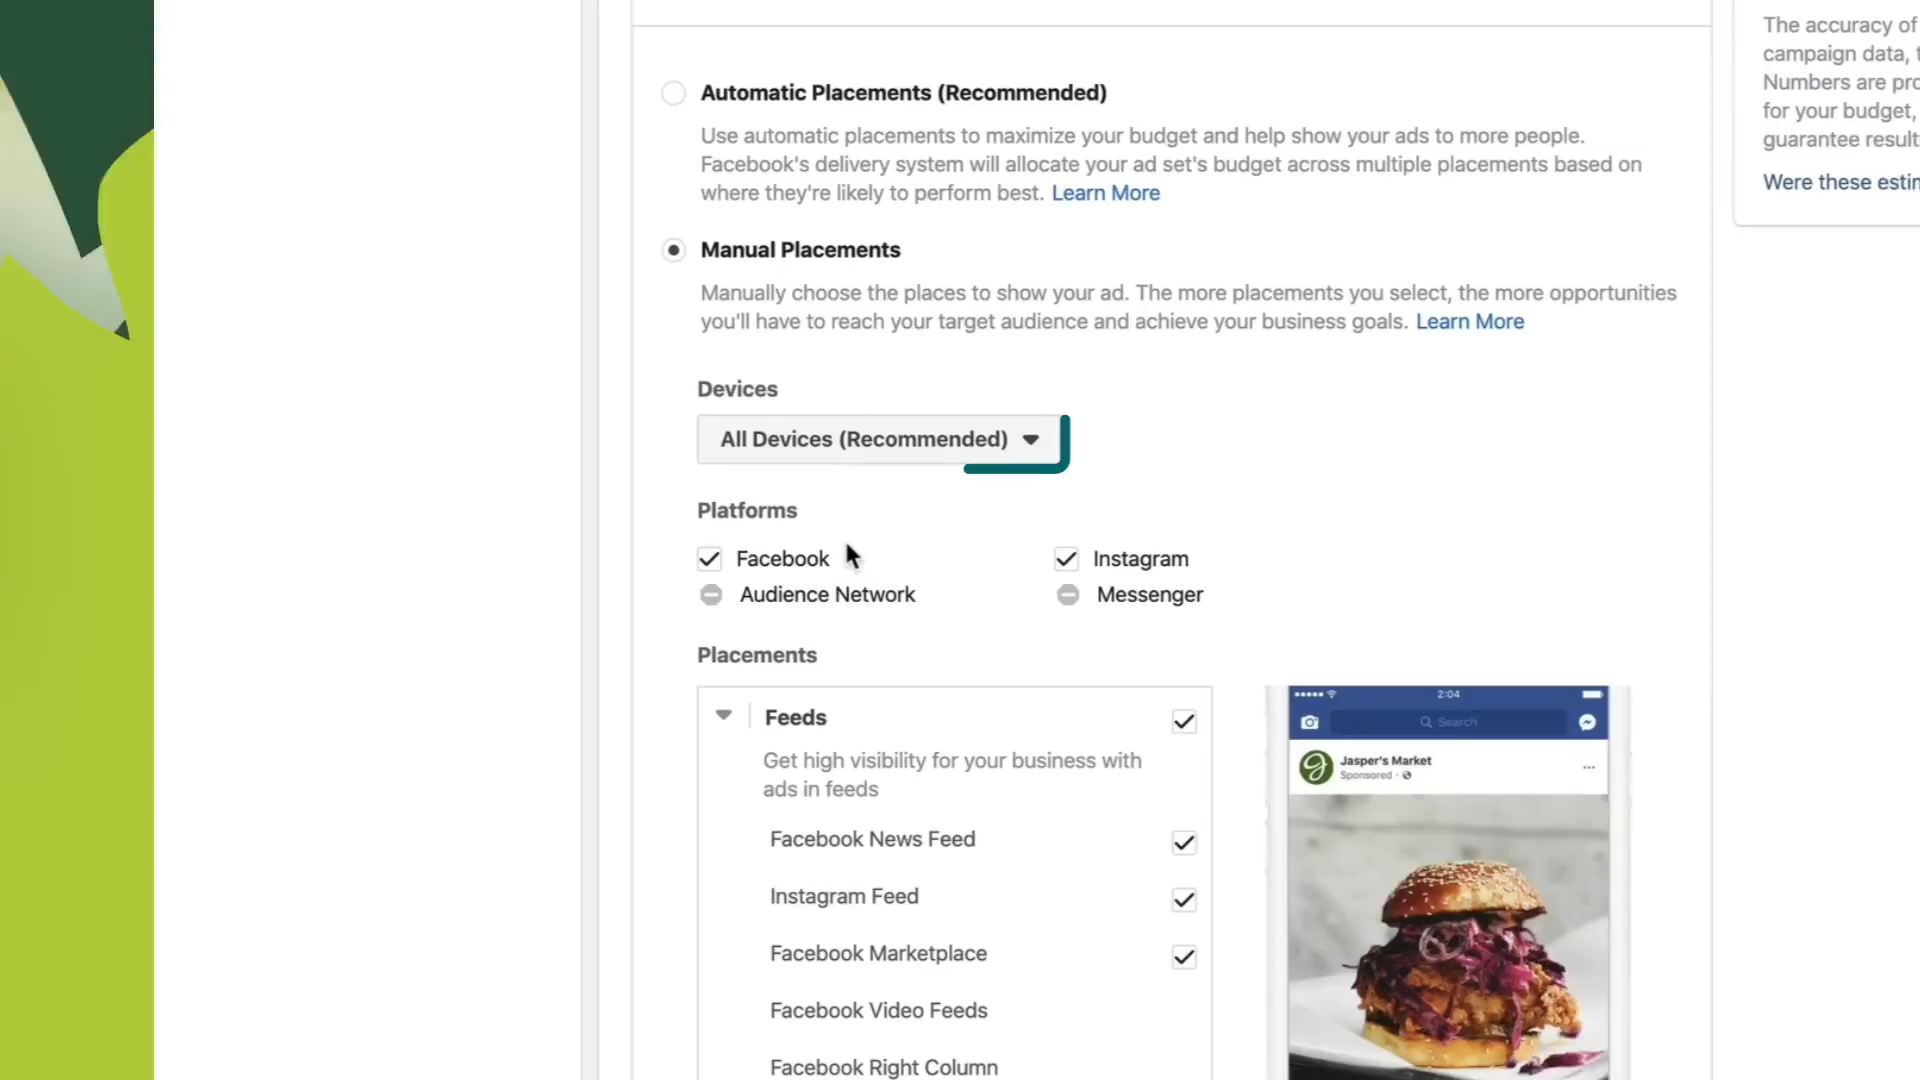 The accuracy of
campaign data,
Numbers are
for your budget,
guarantee
Were these
Automatic Placements (Recommended)
Use automatic placements to maximize your budget and help show your ads to more people.
Facebook's delivery system will allocate your ad set's budget across multiple placements based on
where they're likely to perform best. Learn More
Manual Placements
Manually choose the places to show your ad. The more placements you select, the more opportunities
you'll have to reach your target audience and achieve your business goals. Learn More
Devices
All Devices (Recommended)
Platforms
Facebook
Instagram
Audience Network
Messenger
Placements
Feeds
Get high visibility for your business with
ads in feeds
Facebook News Feed
Instagram Feed
Facebook Marketplace
Facebook Video Feeds
Facebook Right Column
2:04
Search
Jasper's Market
Sponsored ·